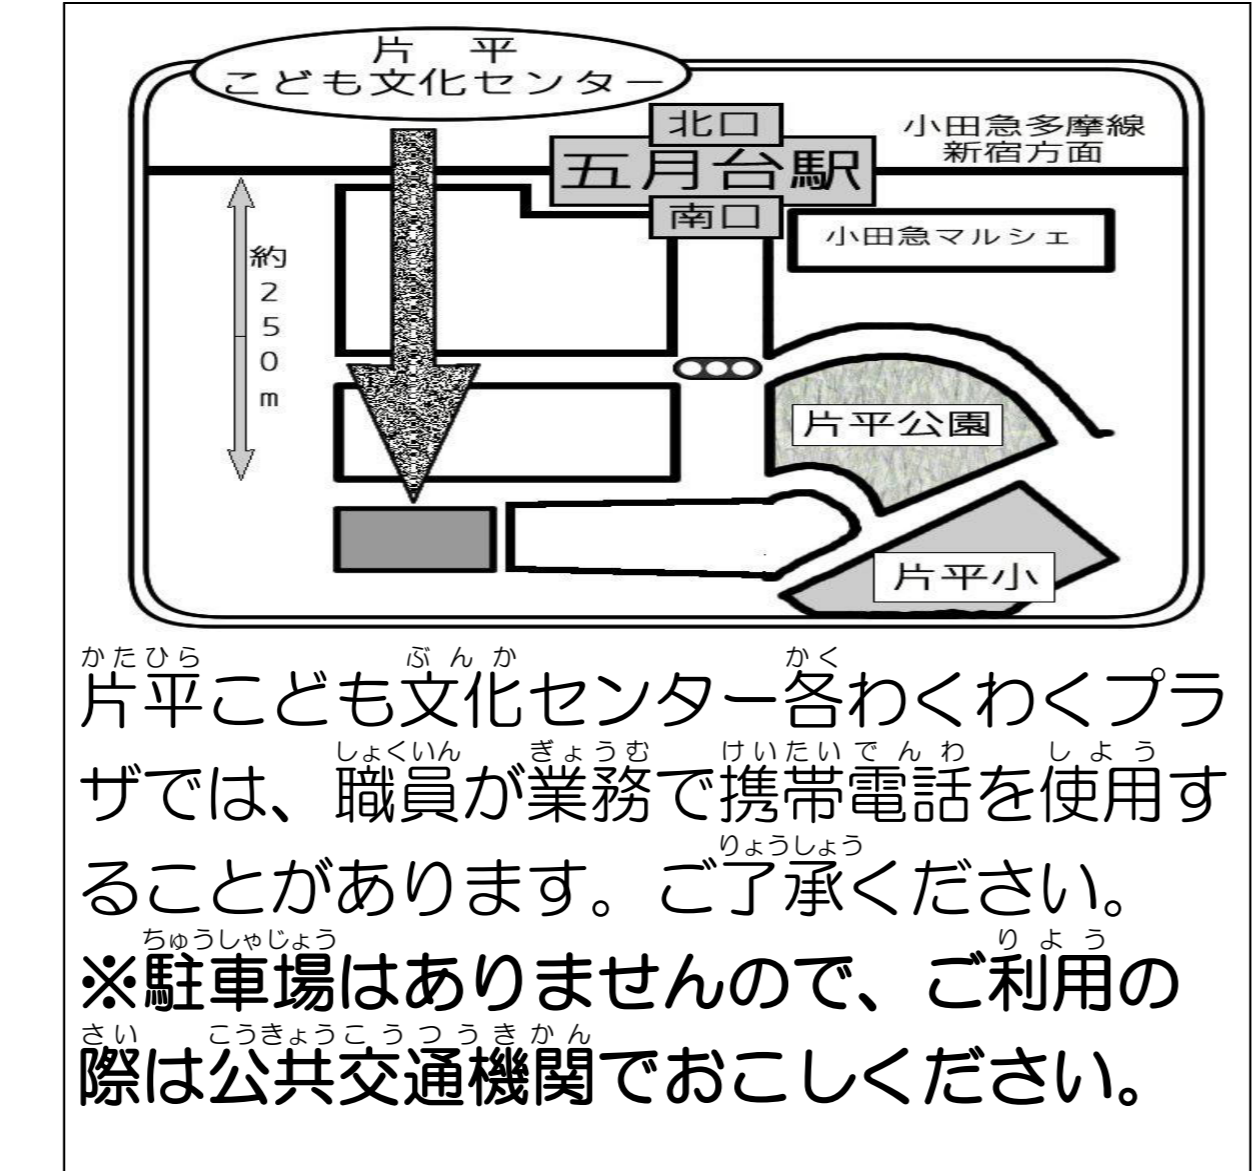 片　平
こども文化センター
北口
五月台駅
南口
小田急多摩線
新宿方面
小田急マルシェ
約250m
片平公園
片平小
かたひら ぶんか かく
片平こども文化センター各わくわくプラ
しょくいん ぎょうむ けいたいでんわ しよう
ザでは、職員が業務で携帯電話を使用す
りょうしょう
ることがあります。ご了承ください。
ちゅうしゃじょう りよう
※駐車場はありませんので、ご利用の
さい こうきょうこうつうきかん
際は公共交通機関でおこしください。